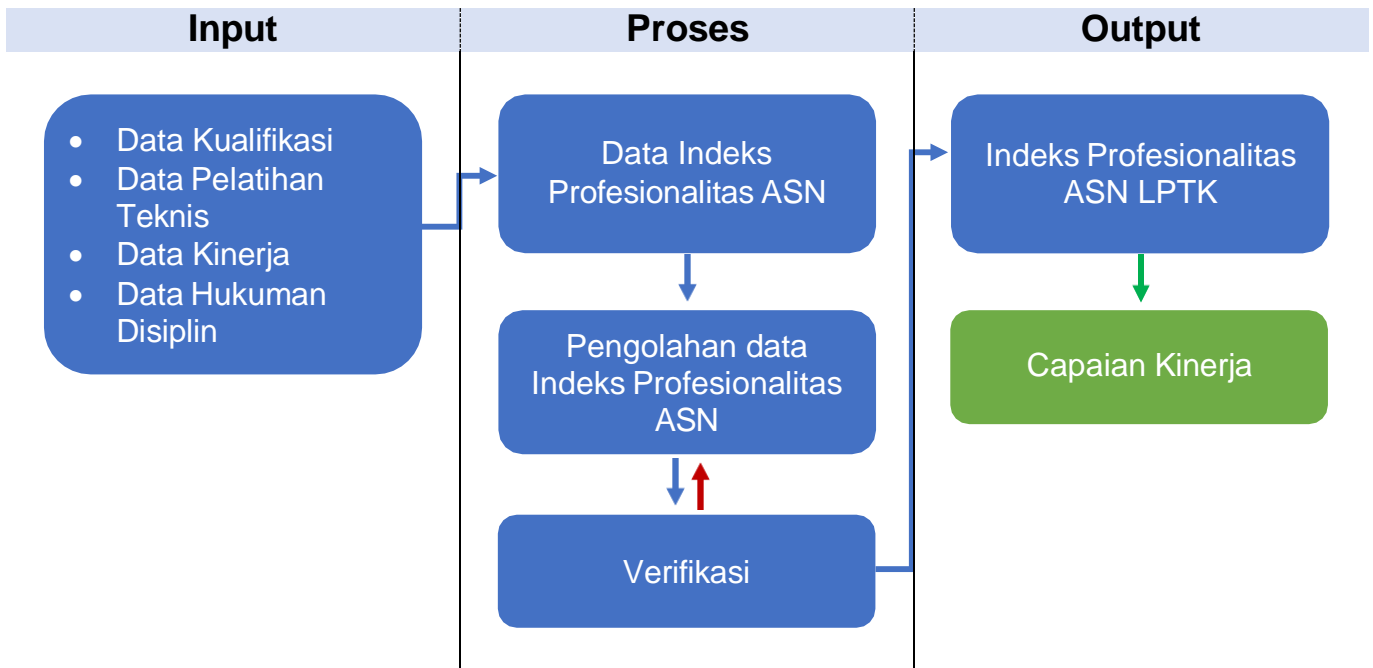 Input
Proses
Output
• Data Kualifikasi
• Data Pelatihan
Teknis
• Data Kinerja
• Data Hukuman
Disiplin
Data Indeks
Profesionalitas ASN
Pengolahan data
Indeks Profesionalitas
ASN
Verifikasi
Indeks Profesionalitas
ASN LPTK
Capaian Kinerja